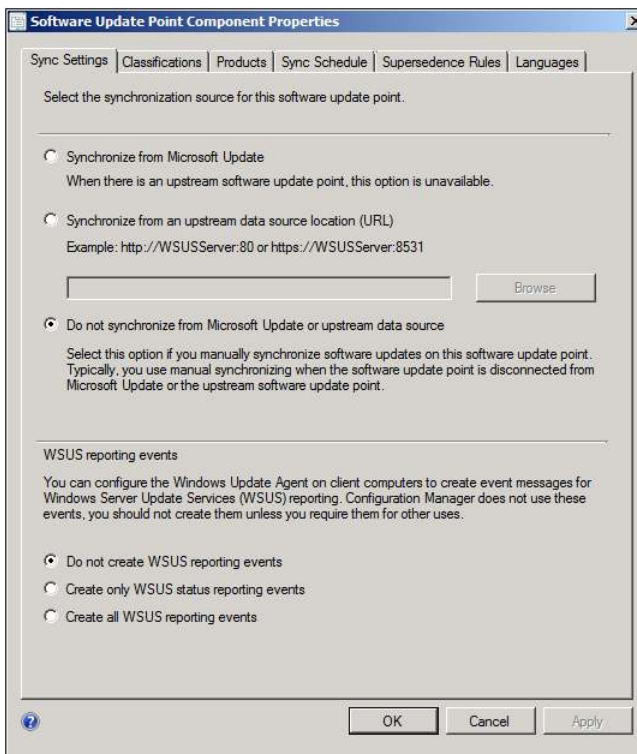 Software Update Point Component Properties
Sync Settings Classifications Products Sync Schedule Supersedence Rules Languages
Select the synchronization source for this software update point.
Synchronize from Microsoft Update
When there is an upstream software update point, this option is unavailable.
Synchronize from an upstream data source location (URL)
Example: http://WSUSServer:80 or https://WSUSServer:8531
Browse
Do not synchronize from Microsoft Update or upstream data source
Select this option if you manually synchronize software updates on this software update point.
Typically, you use manual synchronizing when the software update point is disconnected from
Microsoft Update or the upstream software update point.
WSUS reporting events
You can configure the Windows Update Agent on client computers to create event messages for
Windows Server Update Services (WSUS) reporting. Configuration Manager does not use these
events, you should not create them unless you require them for other uses.
Do not create WSUS reporting events
Create only WSUS status reporting events
Create all WSUS reporting events
OK Cancel Apply